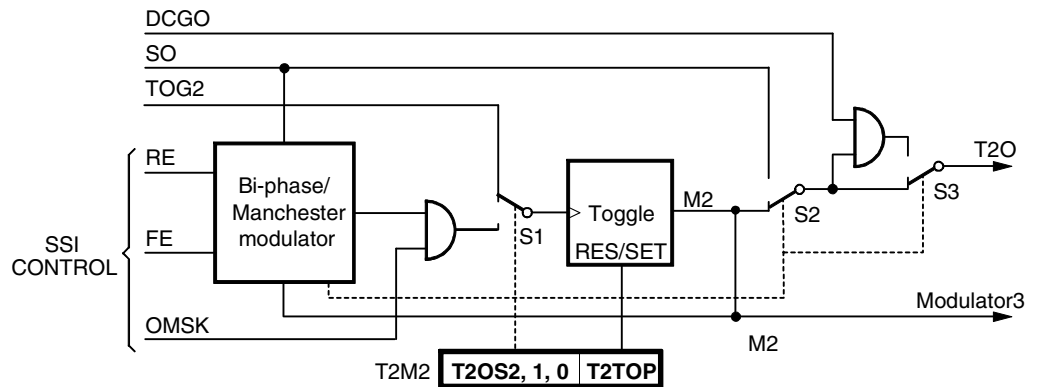 DCGO
SO
TOG2
RE
Bi-phase/
Manchester
modulator
FE
SSI
CONTROL
OMSK
S1
Toggle
RES/SET
M2
S2
S3
T2O
Modulator3
M2
T2M2
T2OS2, 1, 0
T2TOP